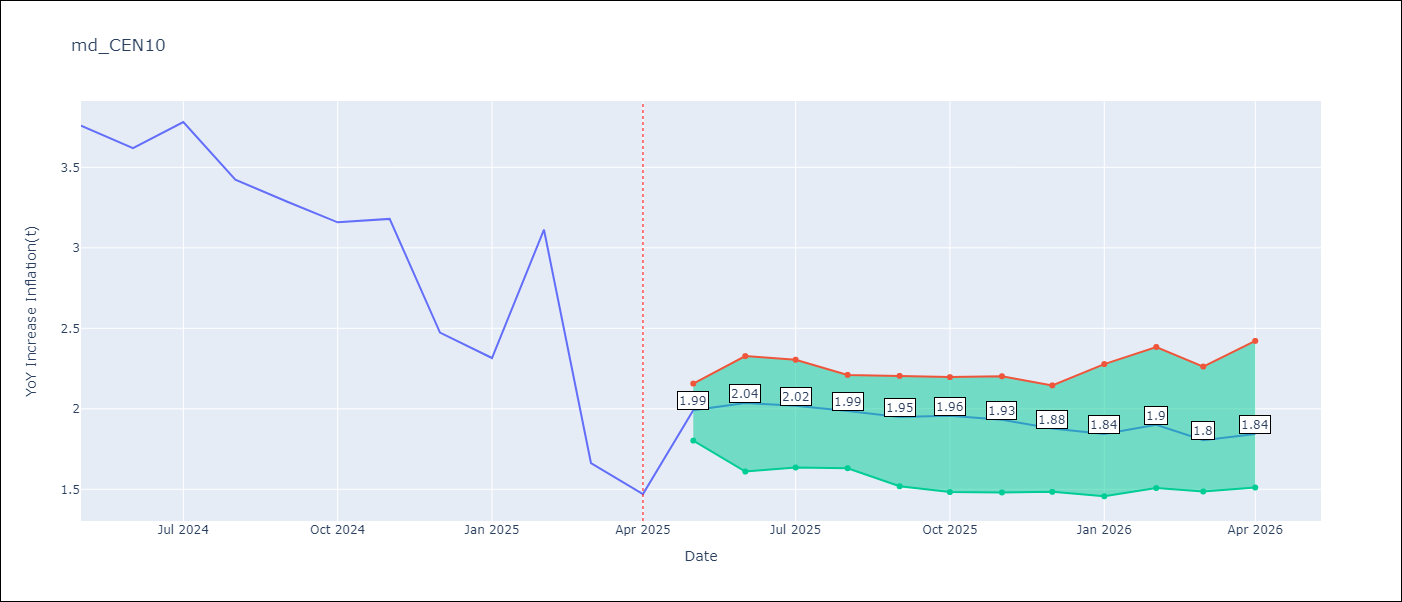 md_CEN10
YoY Increase Inflation(t)
3.5
3
2.5
2
1.5
1.99
2.04
2.02
1.99
1.95
1.96
1.93
1.88
1.84
1.9
1.8
1.84
Jul 2024
Oct 2024
Jan 2025
Apr 2025
Jul 2025
Oct 2025
Jan 2026
Apr 2026
Date